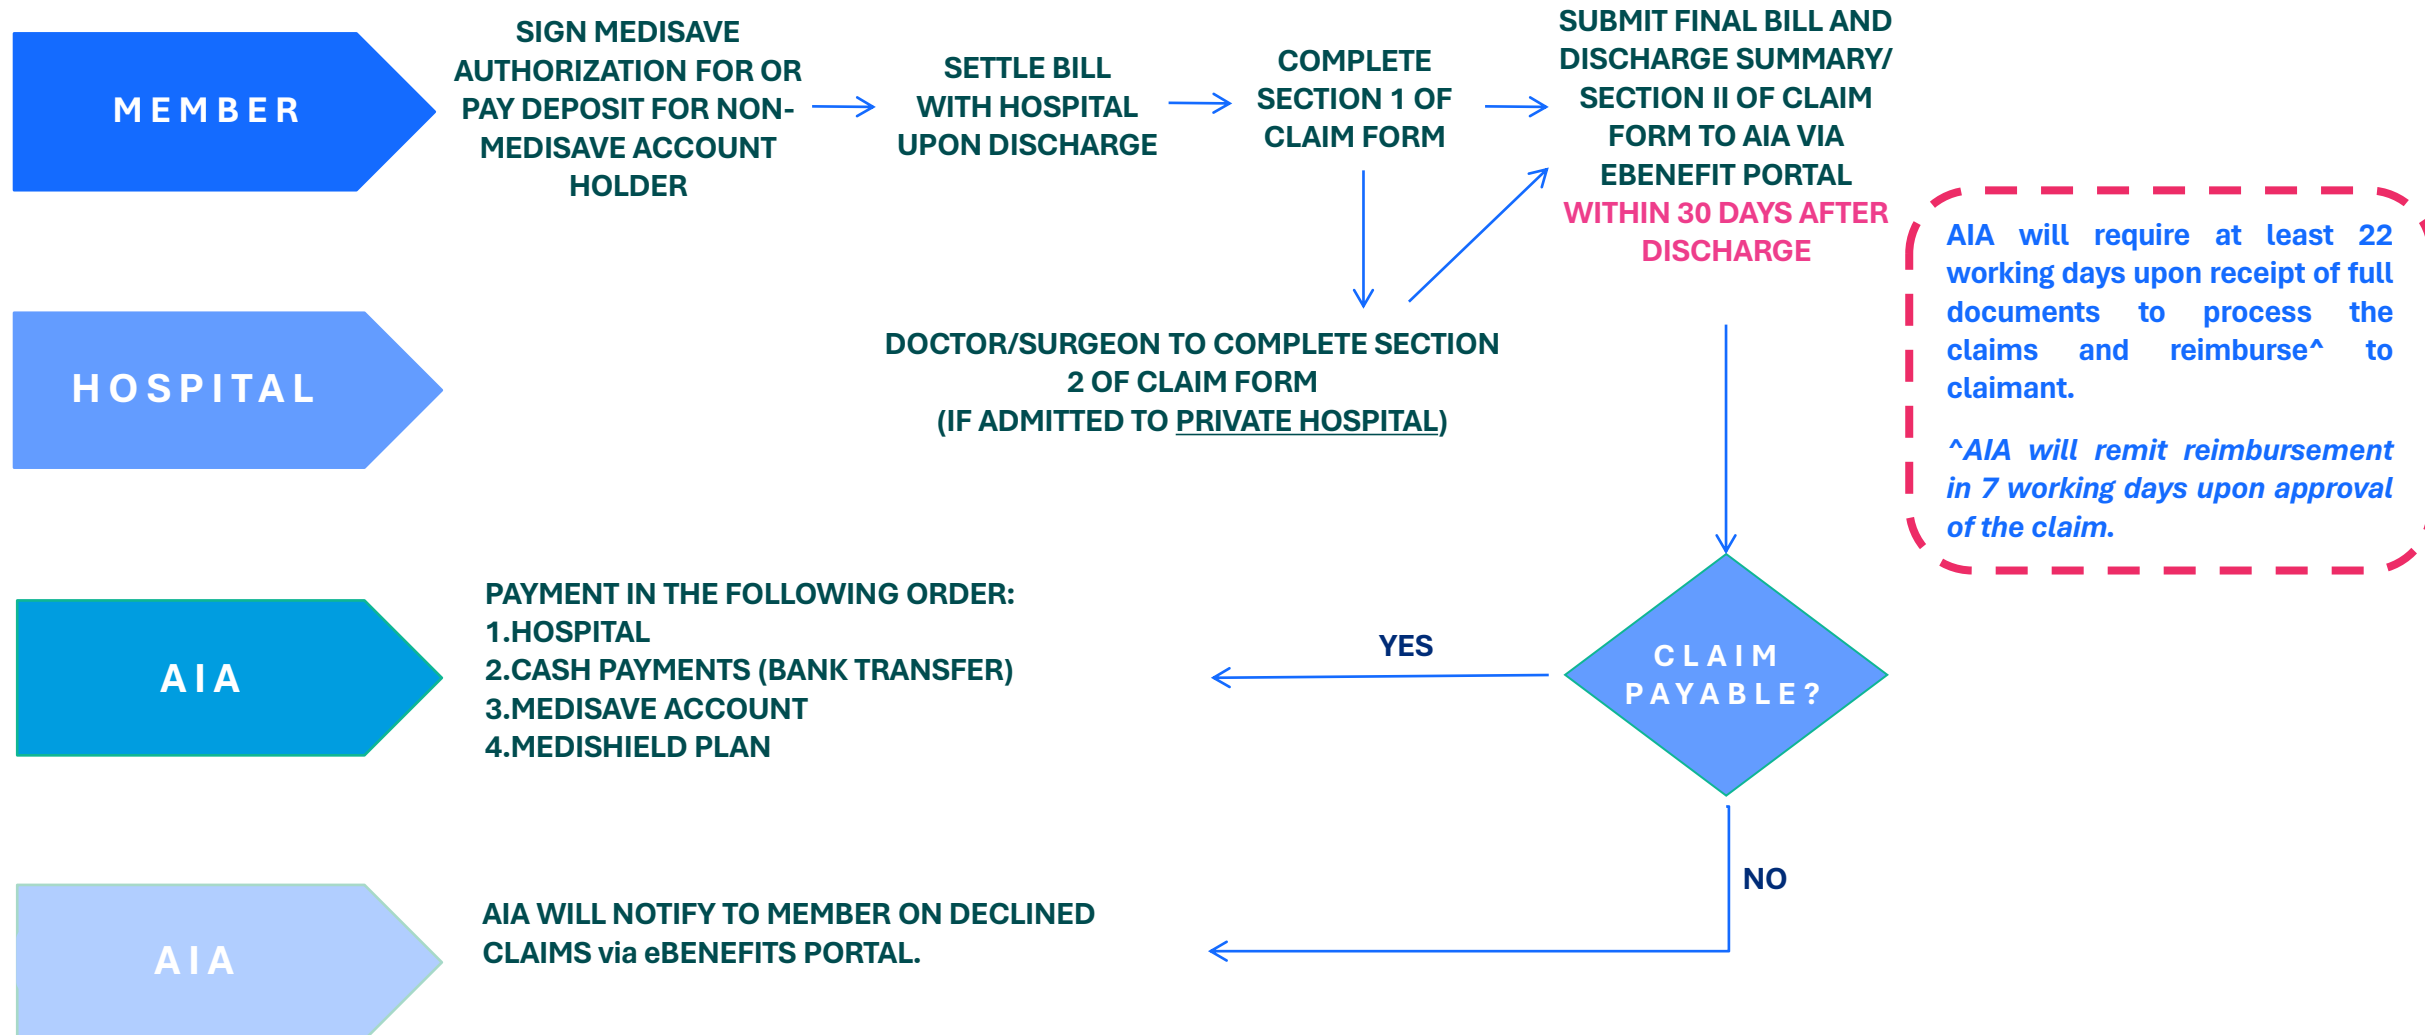 MEMBER
SIGN MEDISAVE
AUTHORIZATION FOR OR
PAY DEPOSIT FOR NON-
MEDISAVE ACCOUNT
HOLDER
SETTLE BILL
WITH HOSPITAL
UPON DISCHARGE
COMPLETE
SECTION 1 OF
CLAIM FORM
SUBMIT FINAL BILL AND
DISCHARGE SUMMARY/
SECTION II OF CLAIM
FORM TO AIA VIA
EBENEFIT PORTAL
WITHIN 30 DAYS AFTER
DISCHARGE
AIA will require at least 22
working days upon receipt of full
documents to process the
claims and reimburse^ to
claimant.
^AIA will remit reimbursement
in 7 working days upon approval
of the claim.
HOSPITAL
DOCTOR/SURGEON TO COMPLETE SECTION
2 OF CLAIM FORM
(IF ADMITTED TO PRIVATE HOSPITAL)
AIA
PAYMENT IN THE FOLLOWING ORDER:
1.HOSPITAL
2.CASH PAYMENTS (BANK TRANSFER)
3.MEDISAVE ACCOUNT
4.MEDISHIELD PLAN
YES
CLAIM
PAYABLE?
NO
AIA
AIA WILL NOTIFY TO MEMBER ON DECLINED
CLAIMS via eBENEFITS PORTAL.